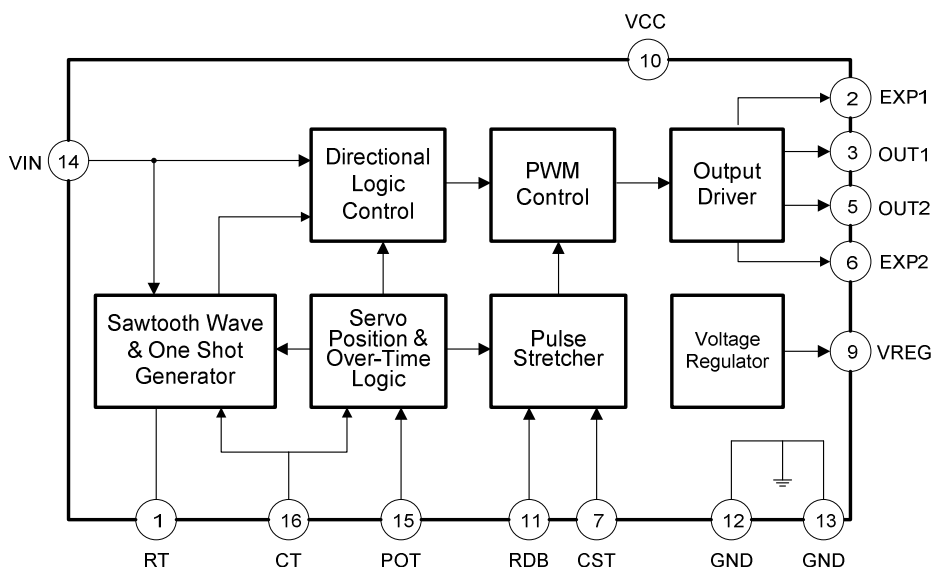 VCC
10
2 EXP1
VIN 14
3 OUT1
5 OUT2
6 EXP2
Directional
Logic
Control
PWM
Control
Output
Driver
Sawtooth Wave
& One Shot
Generator
Servo
Position &
Over-Time
Logic
Pulse
Stretcher
Voltage
Regulator
9 VREG
1
16
15
11
7
12
13
RT
CT
POT
RDB
CST
GND
GND